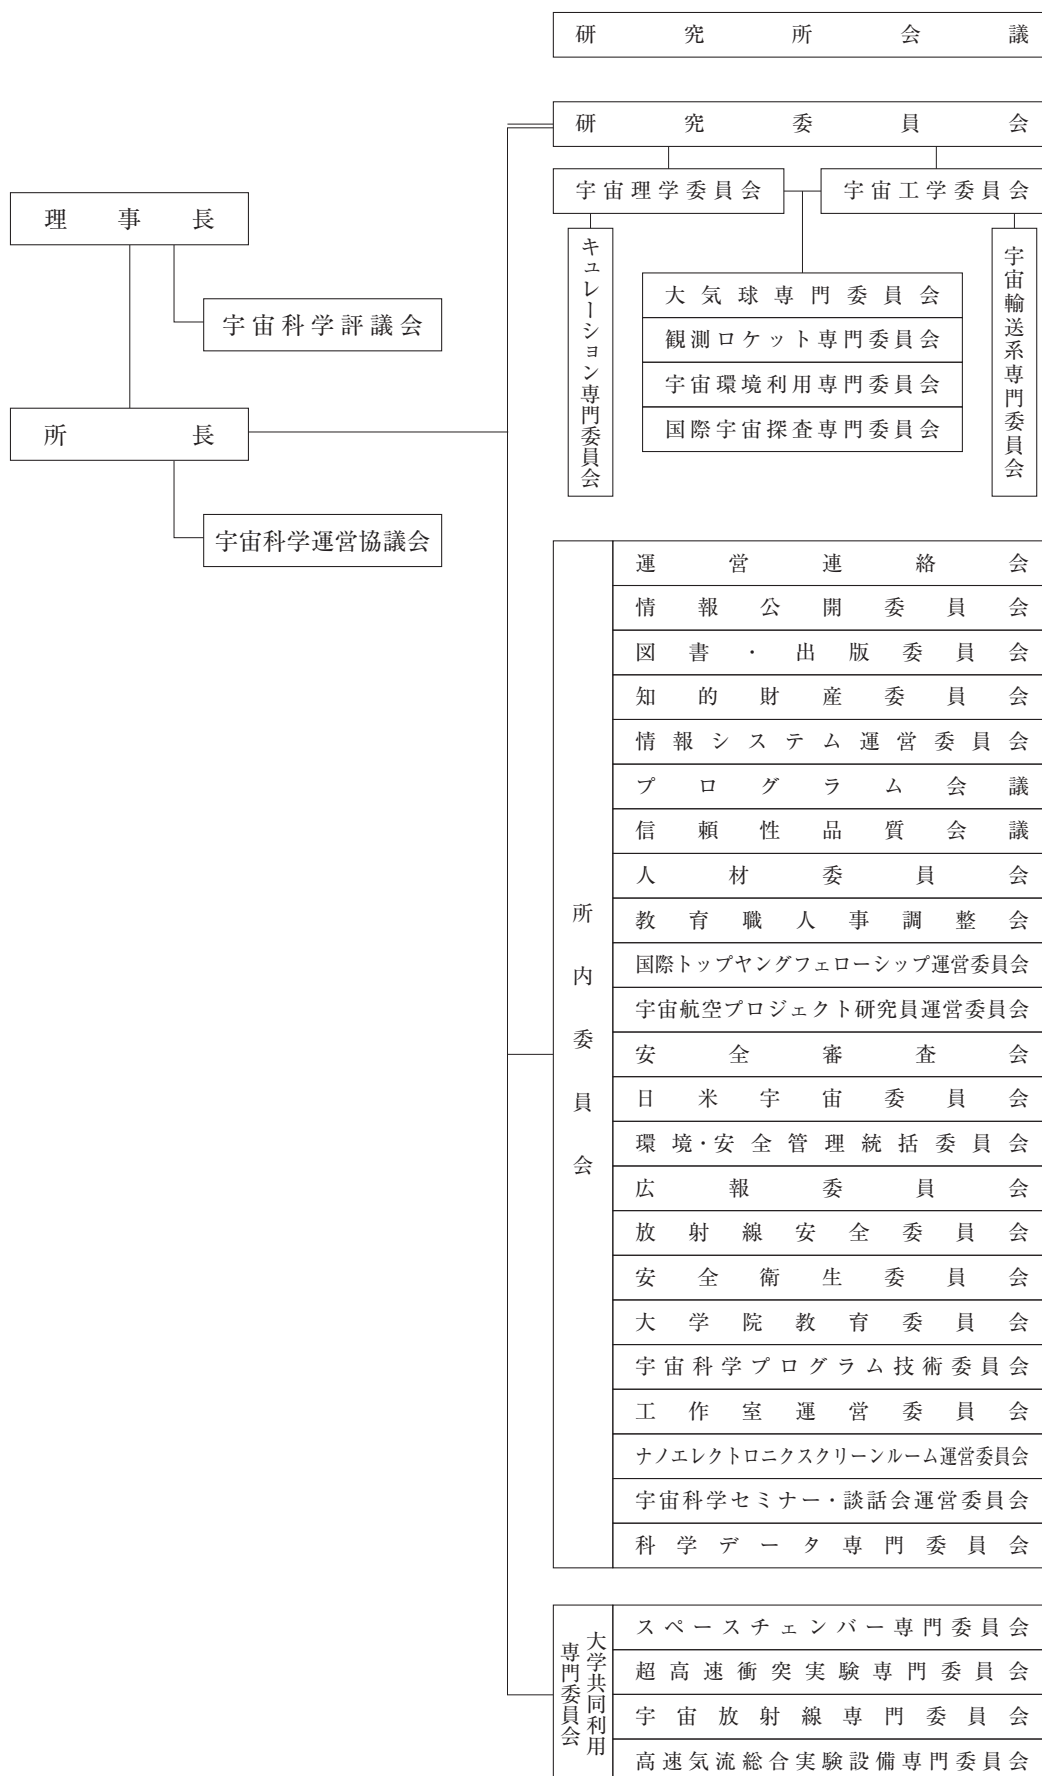 研究所会議
研究委員会
宇宙理学委員会
宇宙工学委員会
キュレーション専門委員会
大気球専門委員会
観測ロケット専門委員会
宇宙環境利用専門委員会
国際宇宙探査専門委員会
宇宙輸送系専門委員会
理事長
宇宙科学評議会
所長
宇宙科学運営協議会
所内委員会
運営連絡会
情報公開委員会
図書・出版委員会
知的財産委員会
情報システム運営委員会
プログラム会議
信頼性品質会議
人材委員会
教育職人事調整会
国際トップヤングフェローシップ運営委員会
宇宙航空プロジェクト研究員運営委員会
安全審査会
日米宇宙委員会
環境・安全管理統括委員会
広報委員会
放射線安全委員会
安全衛生委員会
大学院教育委員会
宇宙科学プログラム技術委員会
工作室運営委員会
ナノエレクトロニクスクリーンルーム運営委員会
宇宙科学セミナー・談話会運営委員会
科学データ専門委員会
大学共同利用
専門委員会
スペースチェンバー専門委員会
超高速衝突実験専門委員会
宇宙放射線専門委員会
高速気流総合実験設備専門委員会